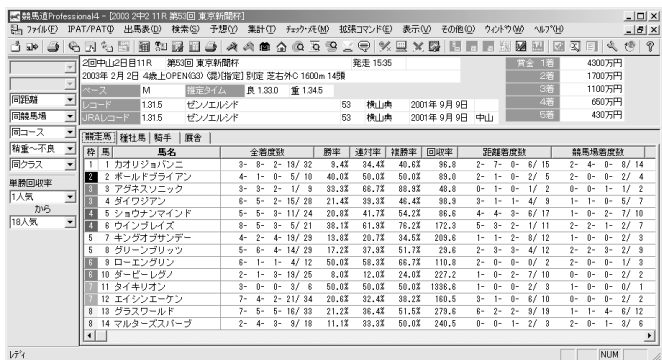 競馬道Professional4 - [2003 2中2 11R 第53回 東京新聞杯]
ファイル(F) IPAT/PAT(I) 出馬表(D) 検索(S) 予想(Y) 集計(T) チェック・メモ(M) 拡張コマンド(E) 表示(V) その他(O) ウィンドウ(W) ヘルプ(H)
2回中山2日目11R 第53回 東京新聞杯 発走 15:35
2003年 2月 2日 4歳上OPEN(G3) (混)[指定] 別定 芝右外C 1600m 14頭
ペース M 推定タイム 良 1.33.0 重 1.34.5
レコード 1.31.5 ゼンノエルシド 53 横山典 2001年 9月 9日
JRAレコード 1.31.5 ゼンノエルシド 53 横山典 2001年 9月 9日 中山
賞金 1着 4300万円
2着 1700万円
3着 1100万円
4着 650万円
5着 430万円
同距離
同競馬場
同コース
稍重~不良
同クラス
単勝回収率
1人気
から
18人気
競走馬 種牡馬 騎手 厩舎
枠 馬 馬名 全着度数 勝率 連対率 複勝率 回収率 距離着度数 競馬場着度数
1 1 カオリジョバンニ 3- 8- 2- 19/ 32 9.4% 34.4% 40.6% 96.8 2- 7- 0- 6/ 15 2- 4- 0- 8/ 14
2 2 ボールドブライアン 4- 1- 0- 5/ 10 40.0% 50.0% 50.0% 89.0 2- 1- 0- 2/ 5 2- 0- 0- 2/ 4
3 3 アグネスソニック 3- 3- 2- 1/ 9 33.3% 66.7% 88.9% 48.8 0- 1- 0- 1/ 2 0- 0- 1- 1/ 2
3 4 ダイワジアン 6- 5- 2- 15/ 28 21.4% 39.3% 46.4% 98.9 3- 1- 1- 4/ 9 1- 1- 0- 5/ 7
4 5 ショウナンマインド 5- 5- 3- 11/ 24 20.8% 41.7% 54.2% 86.6 4- 4- 3- 6/ 17 1- 0- 2- 7/ 10
4 6 ウインブレイズ 8- 5- 3- 5/ 21 38.1% 61.9% 76.2% 172.3 5- 3- 2- 1/ 11 2- 2- 1- 2/ 7
5 7 キングオブサンデー 4- 2- 4- 19/ 29 13.8% 20.7% 34.5% 209.6 1- 1- 2- 8/ 12 1- 0- 0- 2/ 3
5 8 グリーンブリッツ 5- 6- 4- 14/ 29 17.2% 37.9% 51.7% 29.6 2- 3- 3- 4/ 12 2- 2- 3- 2/ 9
6 9 ローエングリン 6- 1- 1- 4/ 12 50.0% 58.3% 66.7% 110.8 2- 0- 0- 0/ 2 2- 0- 0- 1/ 3
6 10 ダービーレグノ 2- 1- 3- 19/ 25 8.0% 12.0% 24.0% 227.2 1- 0- 2- 7/ 10 0- 0- 0- 2/ 2
7 11 タイキリオン 3- 0- 0- 3/ 6 50.0% 50.0% 50.0% 1336.6 1- 0- 0- 2/ 3 0- 0- 0- 1/ 1
7 12 エイシンエーケン 7- 4- 2- 21/ 34 20.6% 32.4% 38.2% 160.5 3- 1- 0- 6/ 10 0- 0- 0- 2/ 2
8 13 グラスワールド 7- 5- 5- 16/ 33 21.2% 36.4% 51.5% 279.6 6- 2- 2- 9/ 19 1- 1- 4- 6/ 12
8 14 マルターズスパーブ 2- 4- 3- 9/ 18 11.1% 33.3% 50.0% 240.5 0- 0- 1- 2/ 3 2- 0- 1- 3/ 6
レディ NUM